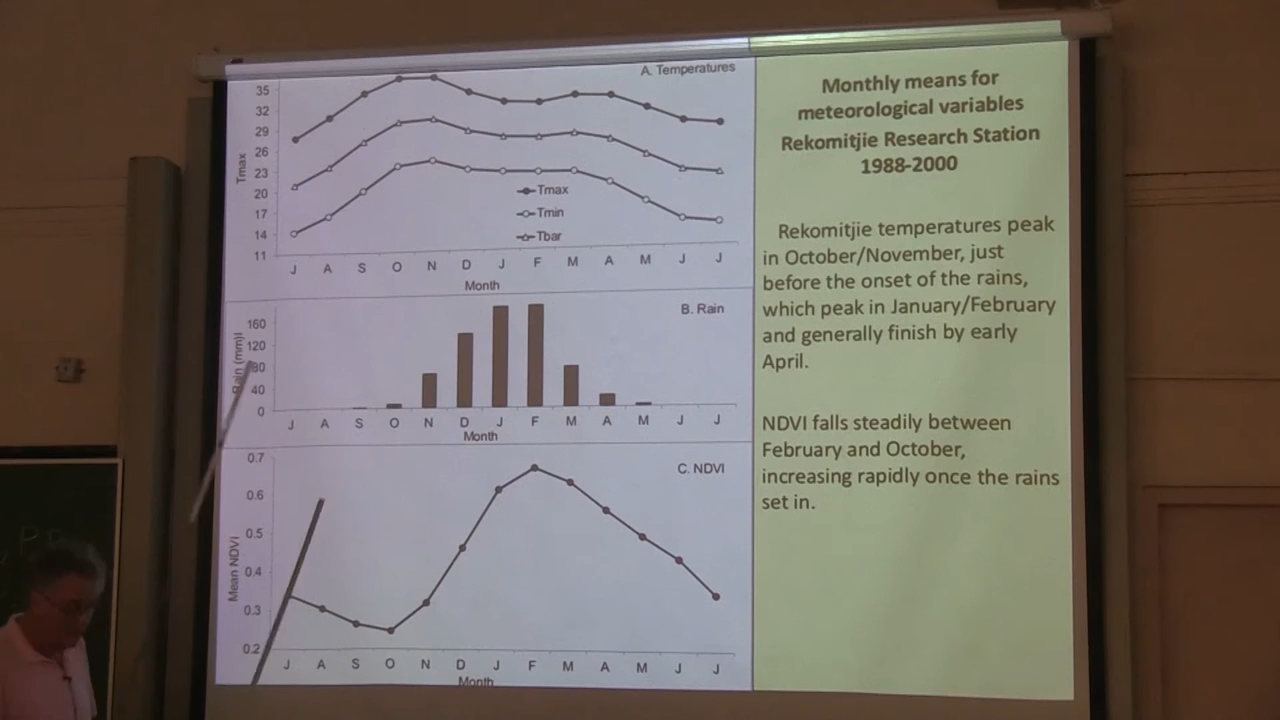 A. Temperatures
35
32
29
26
23
20
17
14
11
Tmax
Tmax
Tmin
Tbar
J A S O N D J F M A M J J
Month
B. Rain
160
120
80
40
0
Rain (mm)l
J A S O N D J F M A M J J
Month
C. NDVI
0.7
0.6
0.5
0.4
0.3
0.2
Mean NDVI
J A S O N D J F M A M J J
Month
Monthly means for
meteorological variables
Rekomitjie Research Station
1988-2000
Rekomitjie temperatures peak
in October/November, just
before the onset of the rains,
which peak in January/February
and generally finish by early
April.
NDVI falls steadily between
February and October,
increasing rapidly once the rains
set in.